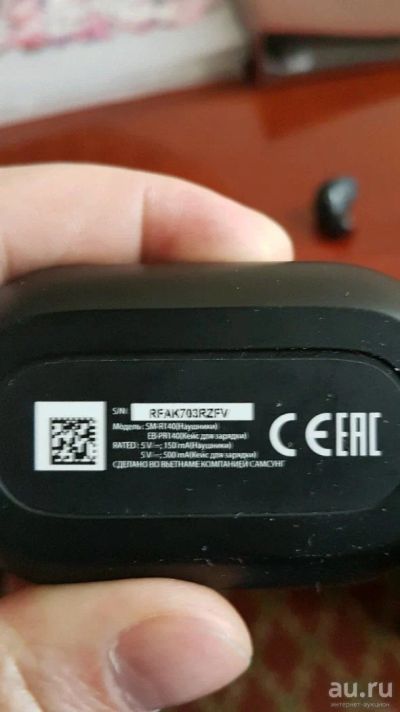 S/N: RFAK703RZFV
Модель: SM-R140(Наушники)
EB-PR140(Кейс для зарядки)
RATED: 5V⎓; 150 mA(Наушники)
5V⎓; 500 mA(Кейс для зарядки)
СДЕЛАНО ВО ВЬЕТНАМЕ КОМПАНИЕЙ САМСУНГ
CE EAC
au.ru
интернет-аукцион